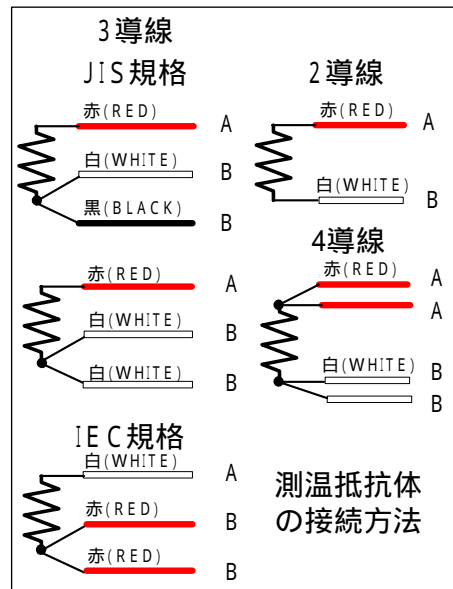 3導線
JIS規格
赤(RED) A
白(WHITE) B
黒(BLACK) B
赤(RED) A
白(WHITE) B
白(WHITE) B
IEC規格
白(WHITE) A
赤(RED) B
赤(RED) B
2導線
赤(RED) A
白(WHITE) B
4導線
赤(RED) A
A
白(WHITE) B
B
測温抵抗体
の接続方法